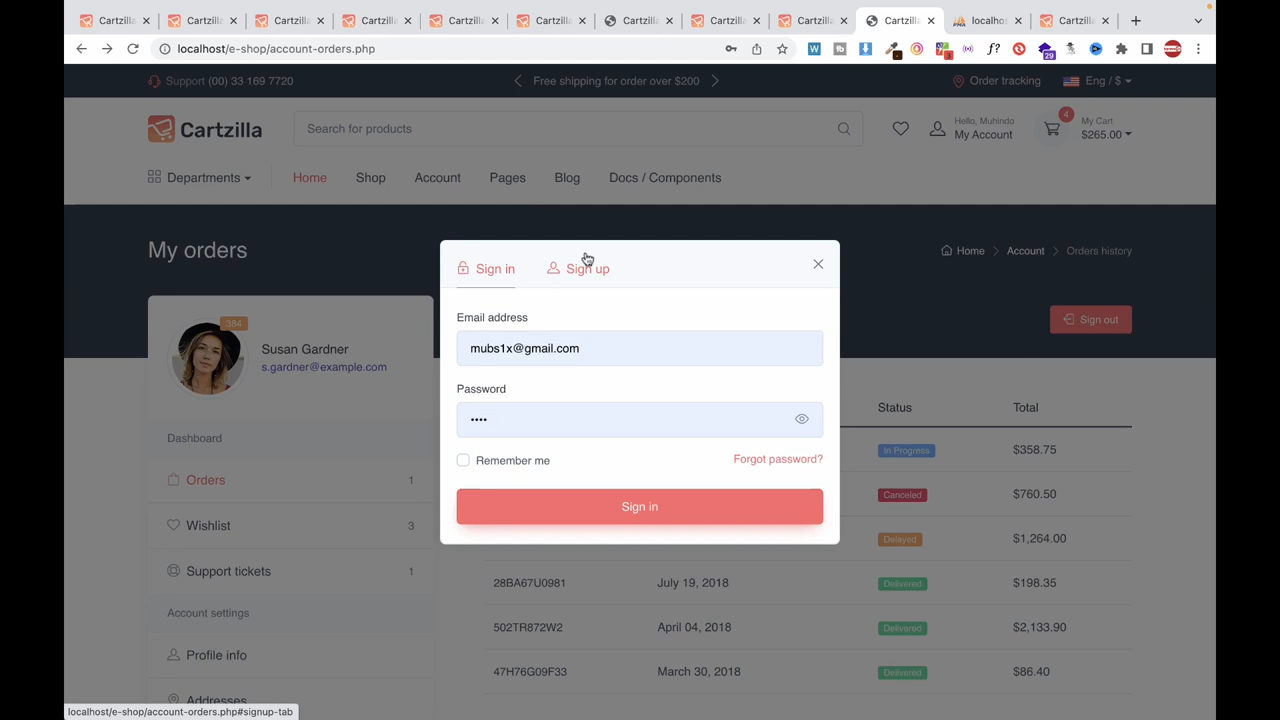 Cartzilla Cartzilla Cartzilla Cartzilla Cartzilla Cartzilla Cartzilla Cartzilla Cartzilla Cartzilla localhos Cartzilla
localhost/e-shop/account-orders.php
29
Support (00) 33 169 7720
Free shipping for order over $200
Order tracking
Eng / $
Cartzilla
Search for products
Hello, Muhindo
My Account
4
My Cart
$265.00
Departments
Home
Shop
Account
Pages
Blog
Docs / Components
My orders
Home
Account
Orders history
Sign out
Sign in
Sign up
Email address
mubs1x@gmail.com
Password
Remember me
Forgot password?
Sign in
384
Susan Gardner
s.gardner@example.com
Dashboard
Orders 1
Wishlist 3
Support tickets 1
Account settings
Profile info
Addresses
Status Total
In Progress $358.75
Canceled $760.50
Delayed $1,264.00
28BA67U0981 July 19, 2018 Delivered $198.35
502TR872W2 April 04, 2018 Delivered $2,133.90
47H76G09F33 March 30, 2018 Delivered $86.40
localhost/e-shop/account-orders.php#signup-tab